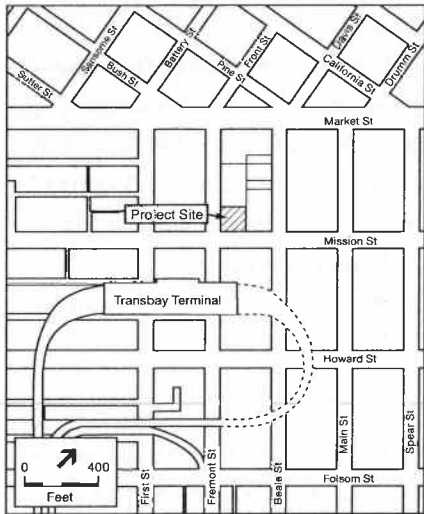 Sutter St
Sansome St
Bush St
Battery St
Pine St
Front St
California St
Davis St
Drumm St
Market St
Project Site
Mission St
Transbay Terminal
Howard St
First St
Fremont St
Beale St
Main St
Spear St
Folsom St
0 400
Feet